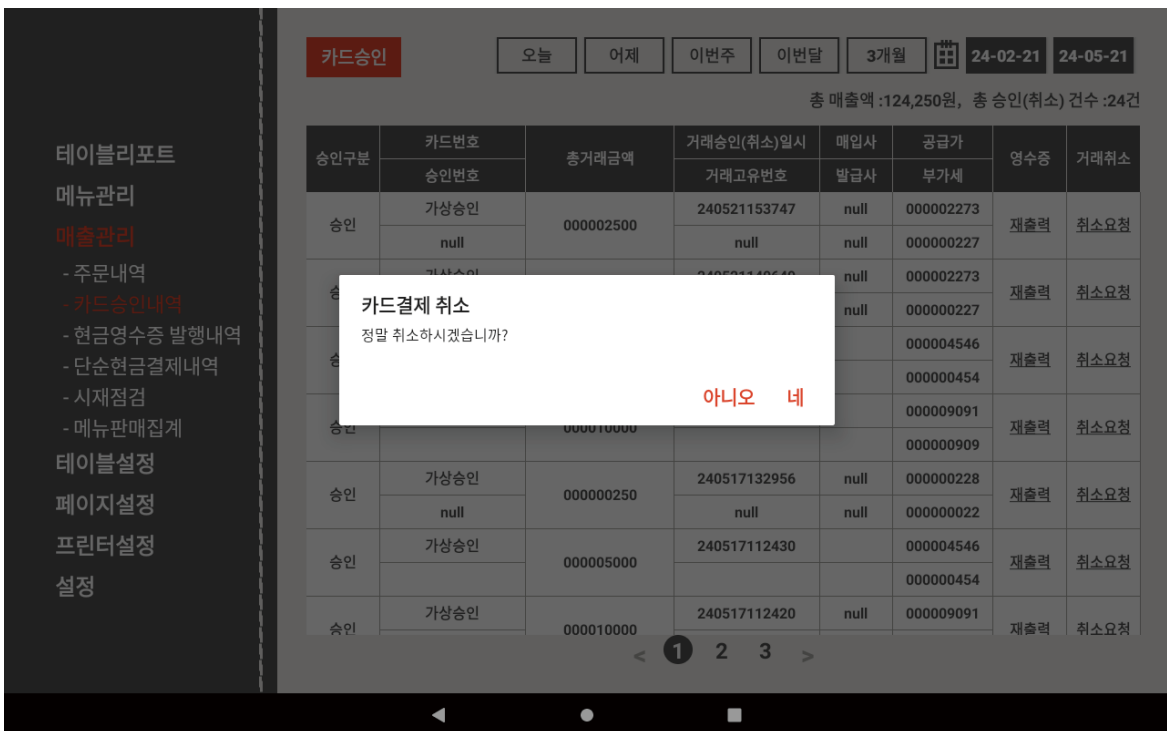 카드승인
오늘 어제 이번주 이번달 3개월 24-02-21 24-05-21
총 매출액 :124,250원, 총 승인(취소) 건수 :24건
테이블리포트
메뉴관리
매출관리
- 주문내역
- 카드승인내역
- 현금영수증 발행내역
- 단순현금결제내역
- 시재점검
- 메뉴판매집계
테이블설정
페이지설정
프린터설정
설정
승인구분 카드번호 총거래금액 거래승인(취소)일시 매입사 공급가 영수증 거래취소
승인번호 거래고유번호 발급사 부가세
승인 가상승인 000002500 240521153747 null 000002273 재출력 취소요청
null null null 000000227
null 000002273 재출력 취소요청
null 000000227
000004546 재출력 취소요청
000000454
승인 000010000 000009091 재출력 취소요청
000000909
승인 가상승인 000000250 240517132956 null 000000228 재출력 취소요청
null null null 000000022
승인 가상승인 000005000 240517112430 000004546 재출력 취소요청
000000454
승인 가상승인 000010000 240517112420 null 000009091 재출력 취소요청
카드결제 취소
정말 취소하시겠습니까?
아니오 네
< 1 2 3 >